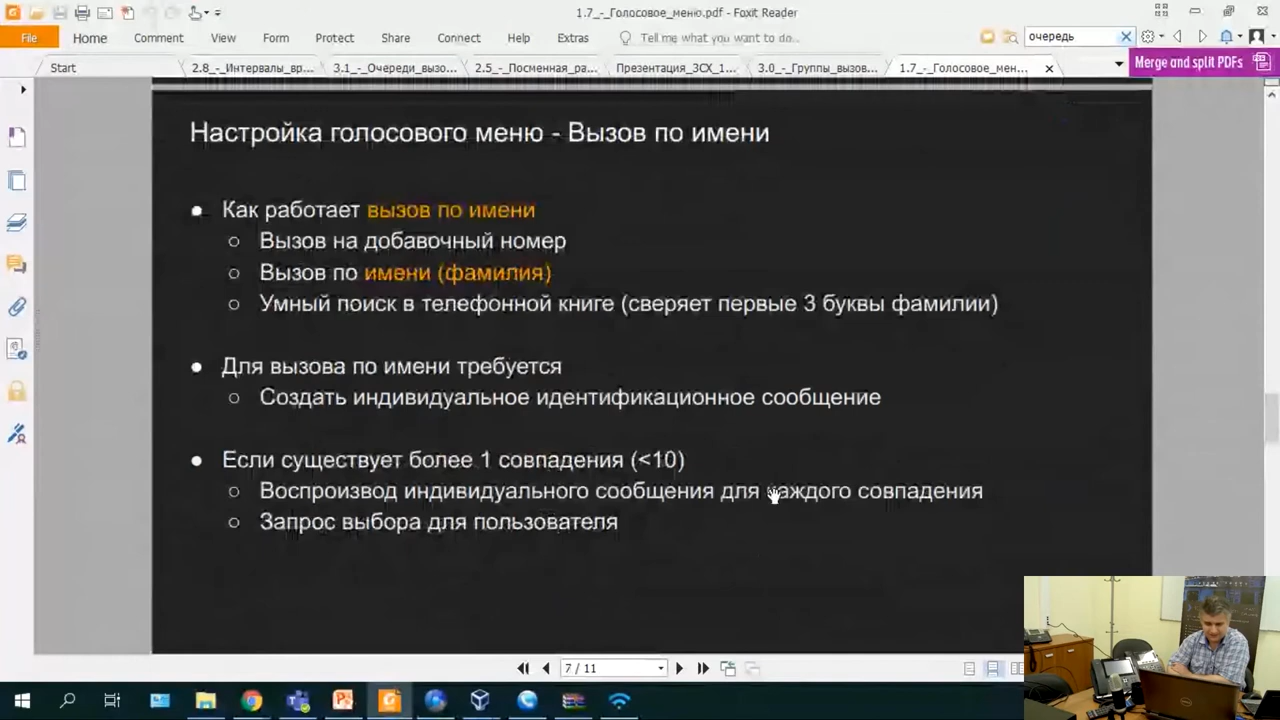 1.7_-_Голосовое_меню.pdf - Foxit Reader
File
Home
Comment
View
Form
Protect
Share
Connect
Help
Extras
Tell me what you want to do...
очередь
Start
2.8_-_Интервалы_вр...
3.1_-_Очереди_вызо...
2.5_-_Посменная_ра...
Презентация_3CX_1...
3.0_-_Группы_вызов...
1.7_-_Голосовое_мен...
Merge and split PDFs
Настройка голосового меню - Вызов по имени
● Как работает вызов по имени
○ Вызов на добавочный номер
○ Вызов по имени (фамилия)
○ Умный поиск в телефонной книге (сверяет первые 3 буквы фамилии)
● Для вызова по имени требуется
○ Создать индивидуальное идентификационное сообщение
● Если существует более 1 совпадения (<10)
○ Воспроизвод индивидуального сообщения для каждого совпадения
○ Запрос выбора для пользователя
7 / 11